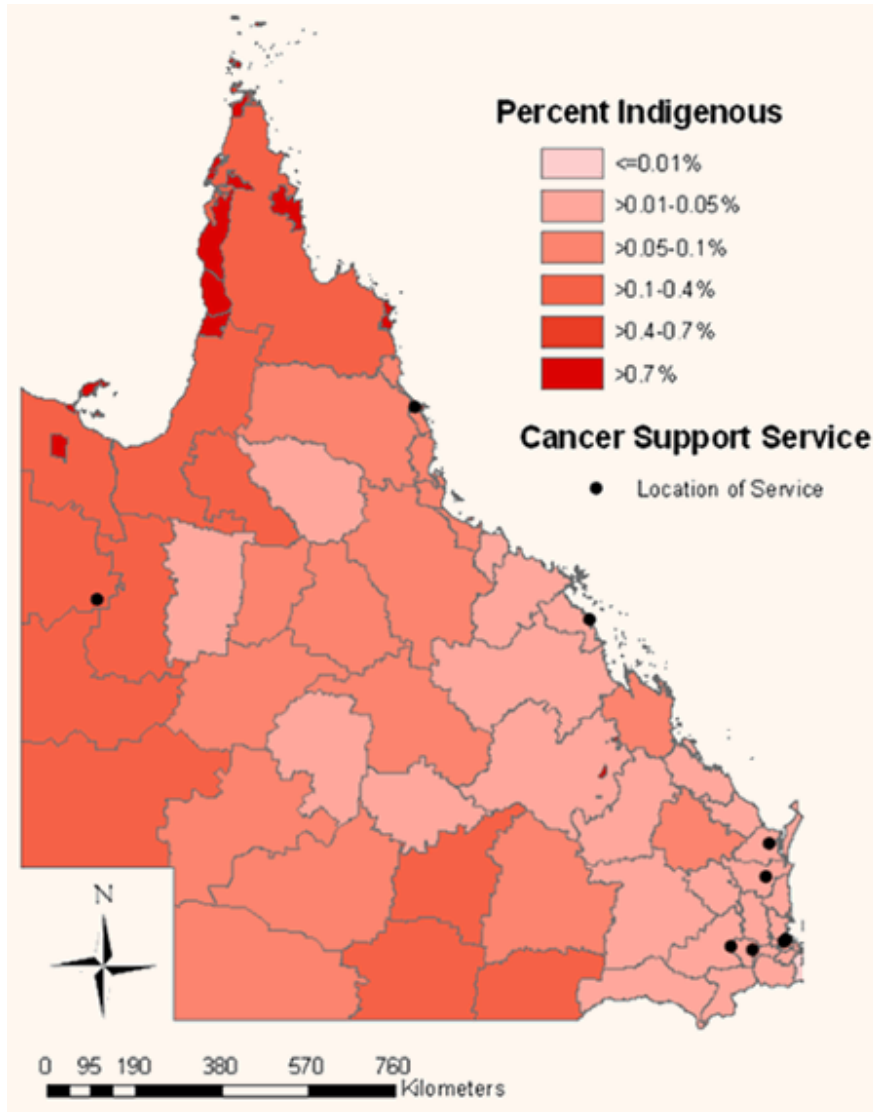 Percent Indigenous
<=0.01%
>0.01-0.05%
>0.05-0.1%
>0.1-0.4%
>0.4-0.7%
>0.7%
Cancer Support Service
Location of Service
N
0 95 190 380 570 760
Kilometers